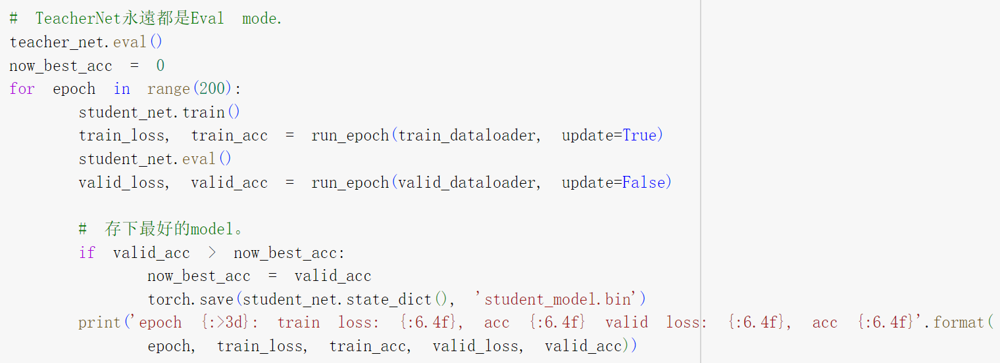 # TeacherNet永遠都是Eval mode.
teacher_net.eval()
now_best_acc = 0
for epoch in range(200):
student_net.train()
train_loss, train_acc = run_epoch(train_dataloader, update=True)
student_net.eval()
valid_loss, valid_acc = run_epoch(valid_dataloader, update=False)
# 存下最好的model。
if valid_acc > now_best_acc:
now_best_acc = valid_acc
torch.save(student_net.state_dict(), 'student_model.bin')
print('epoch {:>3d}: train loss: {:6.4f}, acc {:6.4f} valid loss: {:6.4f}, acc {:6.4f}'.format(
epoch, train_loss, train_acc, valid_loss, valid_acc))